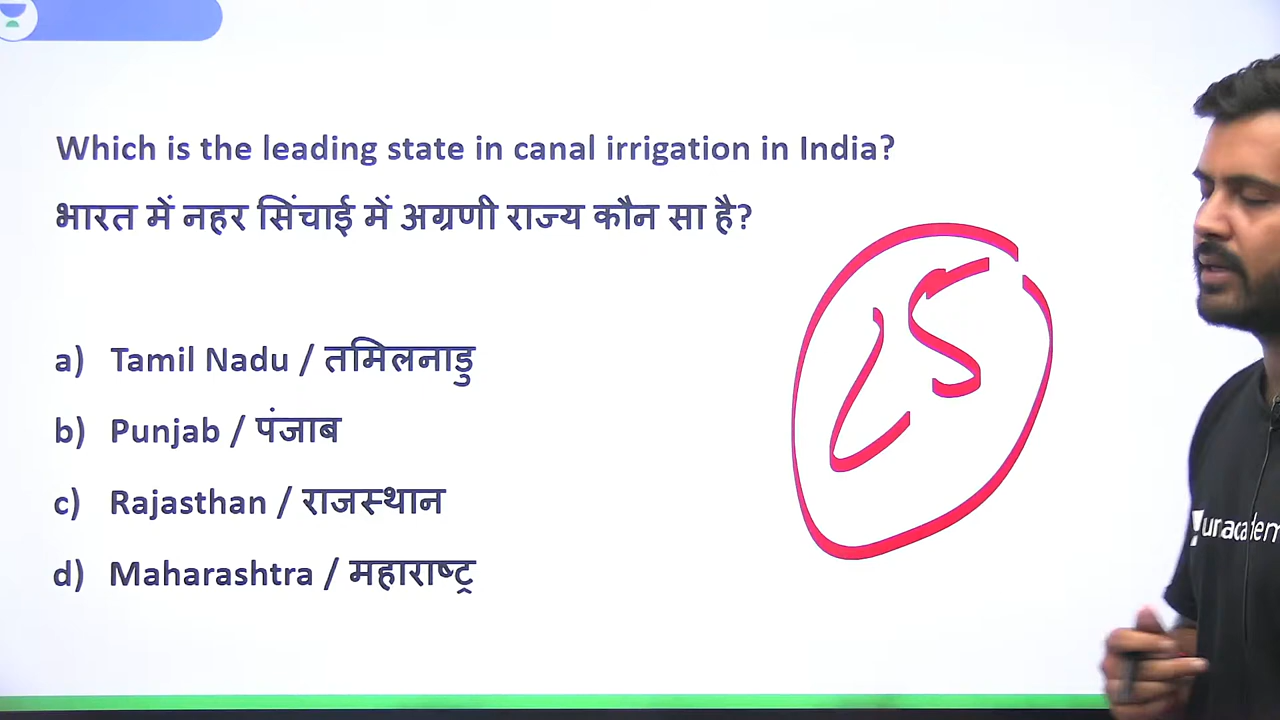 Which is the leading state in canal irrigation in India?
भारत में नहर सिंचाई में अग्रणी राज्य कौन सा है?
a) Tamil Nadu / तमिलनाडु
b) Punjab / पंजाब
c) Rajasthan / राजस्थान
d) Maharashtra / महाराष्ट्र